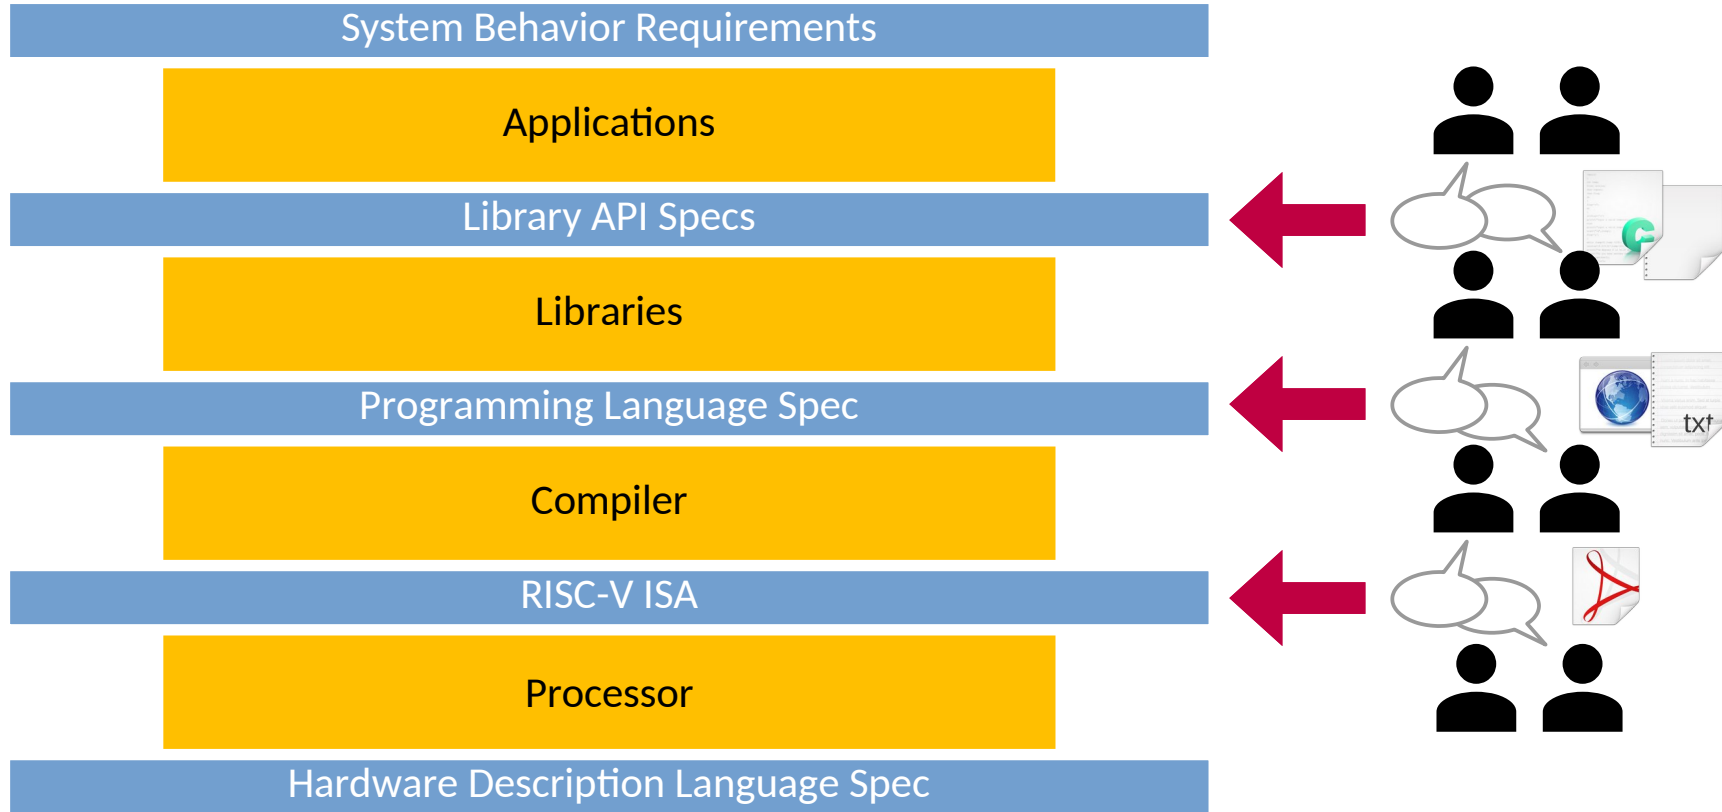 System Behavior Requirements
Applications
Library API Specs
Libraries
Programming Language Spec
txt
Compiler
RISC-V ISA
Processor
Hardware Description Language Spec